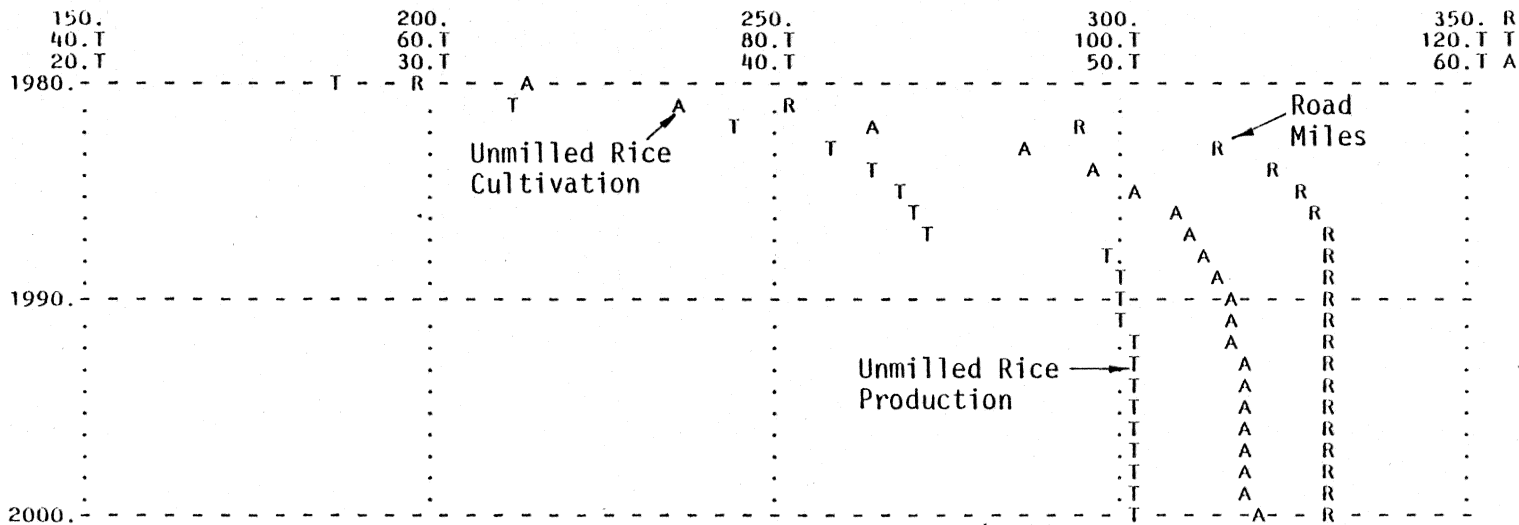 150. 200. 250. 300. 350. R
40.T 60.T 80.T 100.T 120.T T
20.T 30.T 40.T 50.T 60.T A
1980. - - - T - - R - - A
T A R
Unmilled Rice
Cultivation
T A R
Road
Miles
T A R
T A R
T A R
T A R
T A R
T A R
T A R
1990. T A R
T A R
T A R
Unmilled Rice
Production
T A R
T A R
T A R
T A R
T A R
T A R
T A R
2000. T A R